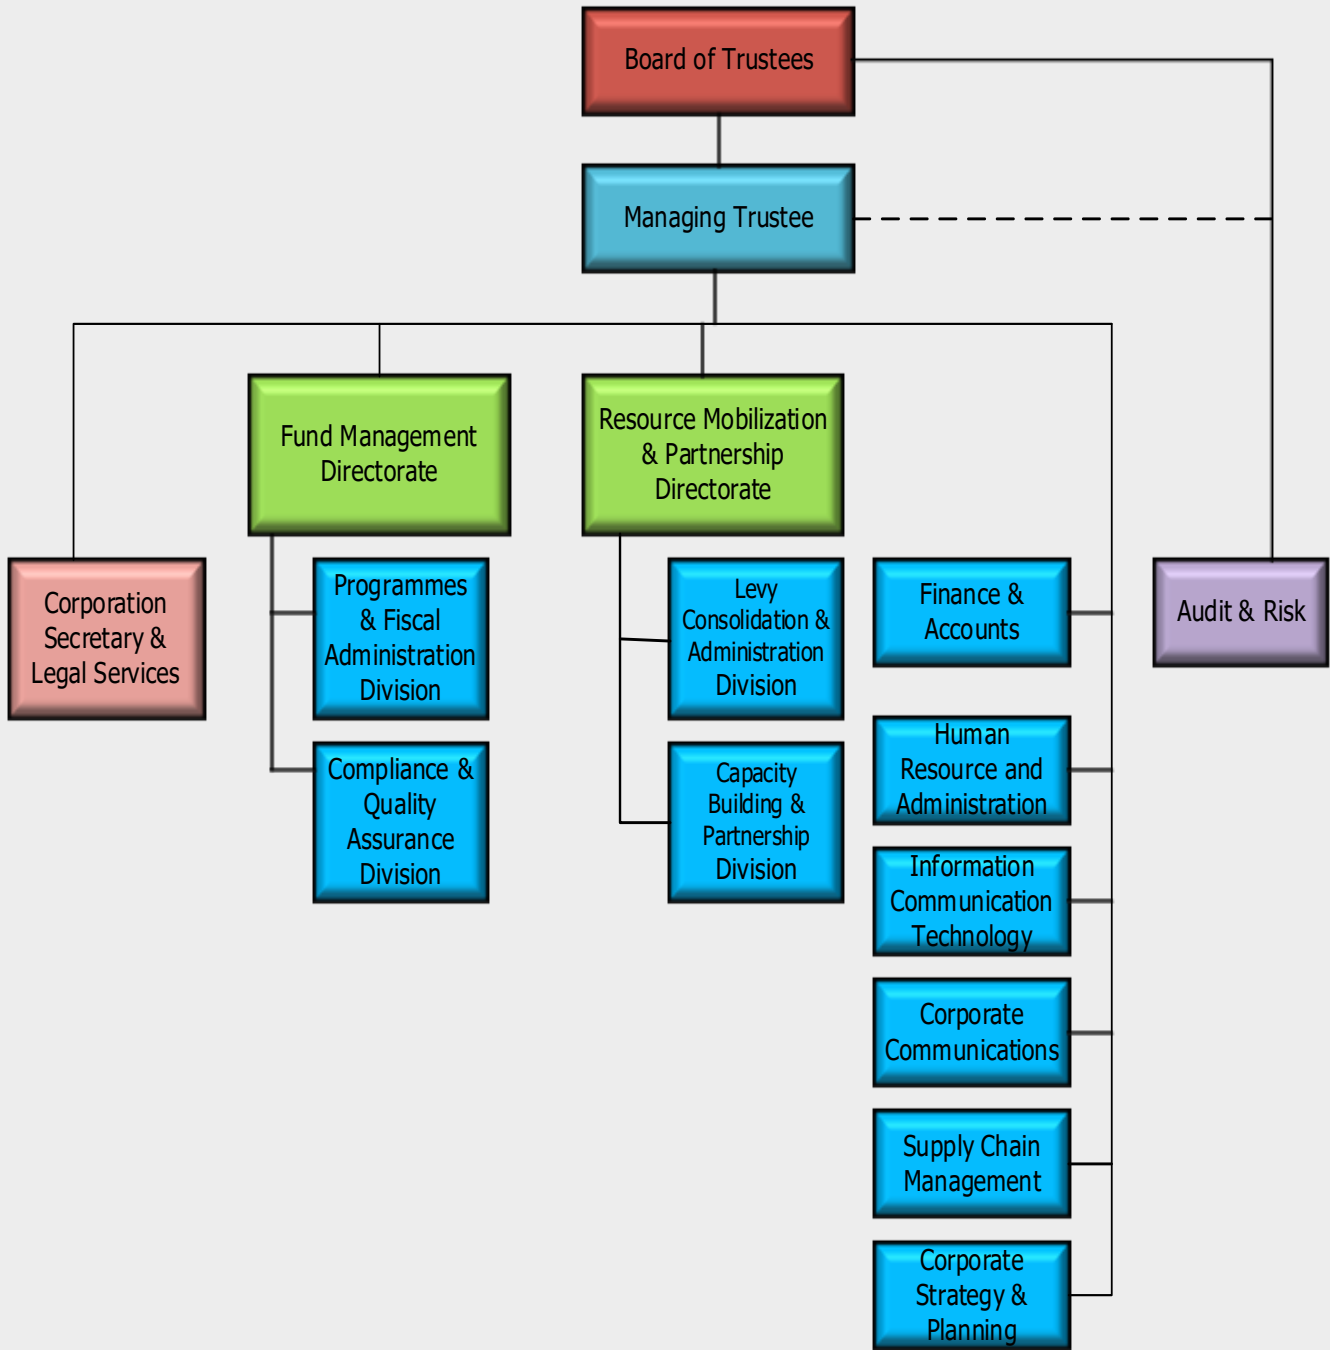 Board of Trustees
Managing Trustee
Fund Management
Directorate
Resource Mobilization
& Partnership
Directorate
Corporation
Secretary &
Legal Services
Programmes
& Fiscal
Administration
Division
Compliance &
Quality
Assurance
Division
Levy
Consolidation &
Administration
Division
Capacity
Building &
Partnership
Division
Finance &
Accounts
Human
Resource and
Administration
Information
Communication
Technology
Corporate
Communications
Supply Chain
Management
Corporate
Strategy &
Planning
Audit & Risk